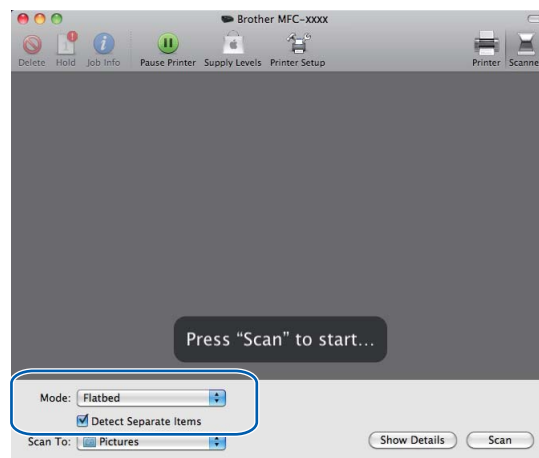 Brother MFC-xxxx
Delete Hold Job Info Pause Printer Supply Levels Printer Setup Printer Scanne
Press “Scan” to start...
Mode: Flatbed
Detect Separate Items
Scan To: Pictures Show Details Scan